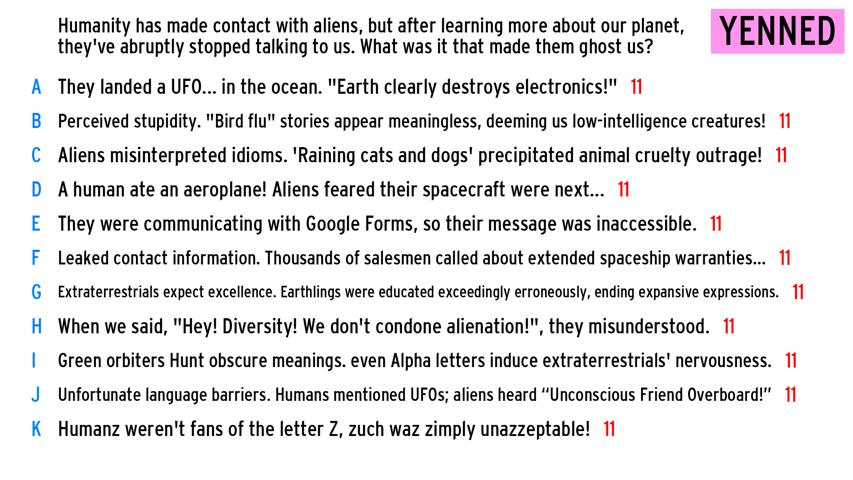 Humanity has made contact with aliens, but after learning more about our planet,
they've abruptly stopped talking to us. What was it that made them ghost us?
YENNED
A They landed a UFO... in the ocean. "Earth clearly destroys electronics!" 11
B Perceived stupidity. "Bird flu" stories appear meaningless, deeming us low-intelligence creatures! 11
C Aliens misinterpreted idioms. 'Raining cats and dogs' precipitated animal cruelty outrage! 11
D A human ate an aeroplane! Aliens feared their spacecraft were next... 11
E They were communicating with Google Forms, so their message was inaccessible. 11
F Leaked contact information. Thousands of salesmen called about extended spaceship warranties... 11
G Extraterrestrials expect excellence. Earthlings were educated exceedingly erroneously, ending expansive expressions. 11
H When we said, "Hey! Diversity! We don't condone alienation!", they misunderstood. 11
I Green orbiters Hunt obscure meanings. even Alpha letters induce extraterrestrials' nervousness. 11
J Unfortunate language barriers. Humans mentioned UFOs; aliens heard “Unconscious Friend Overboard!” 11
K Humanz weren't fans of the letter Z, zuch waz zimply unazzeptable! 11